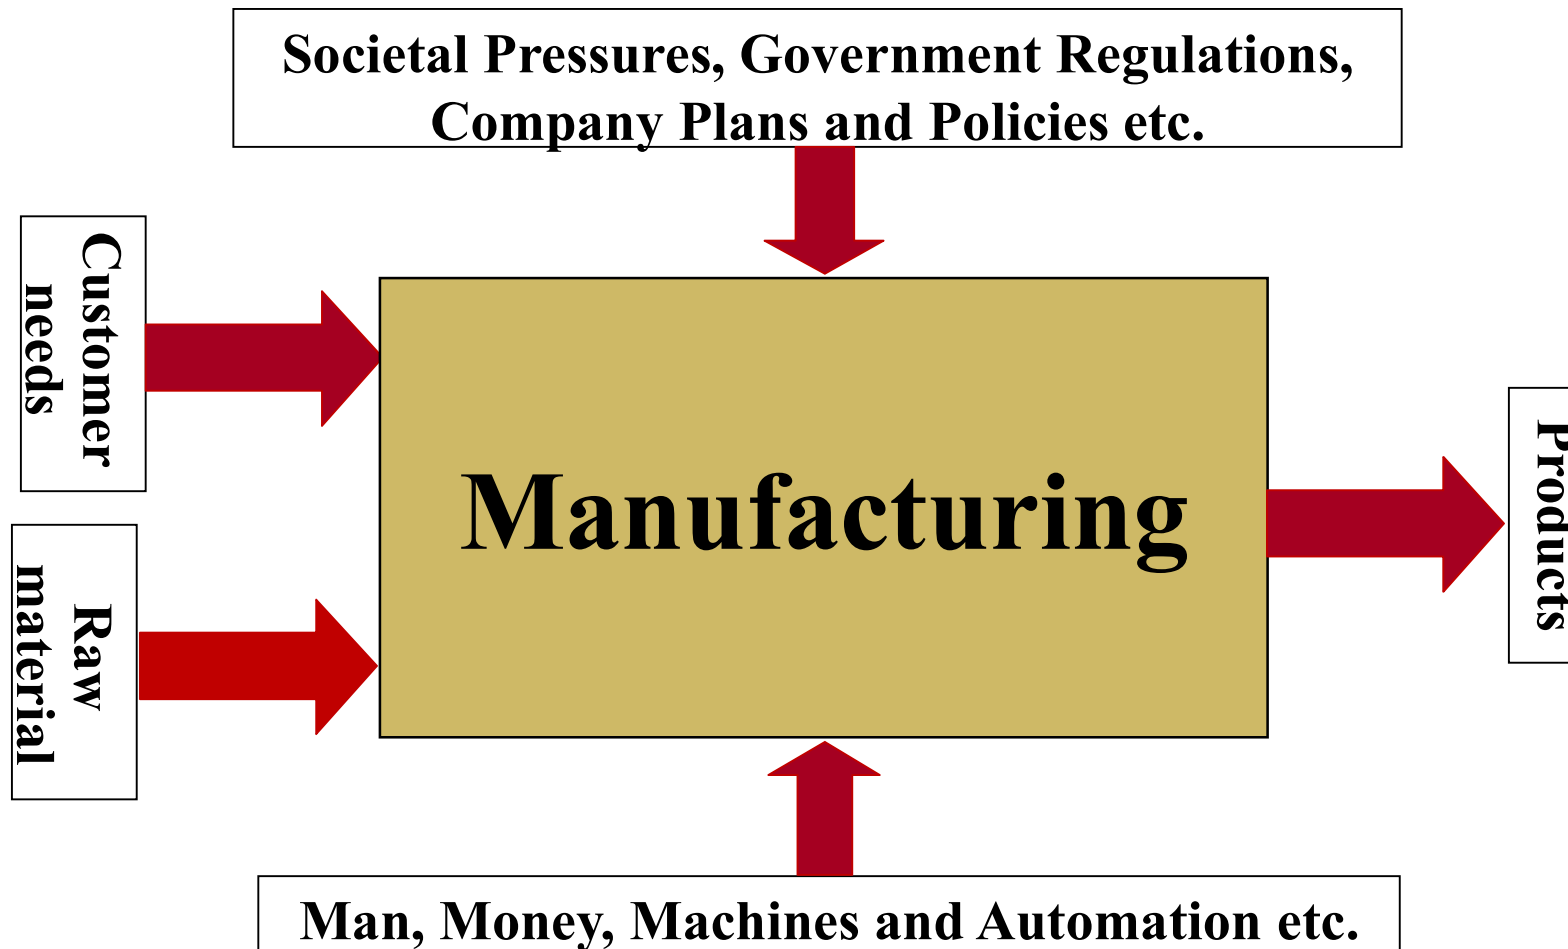 Societal Pressures, Government Regulations,
Company Plans and Policies etc.
Customer
needs
Raw
material
Manufacturing
Products
Man, Money, Machines and Automation etc.